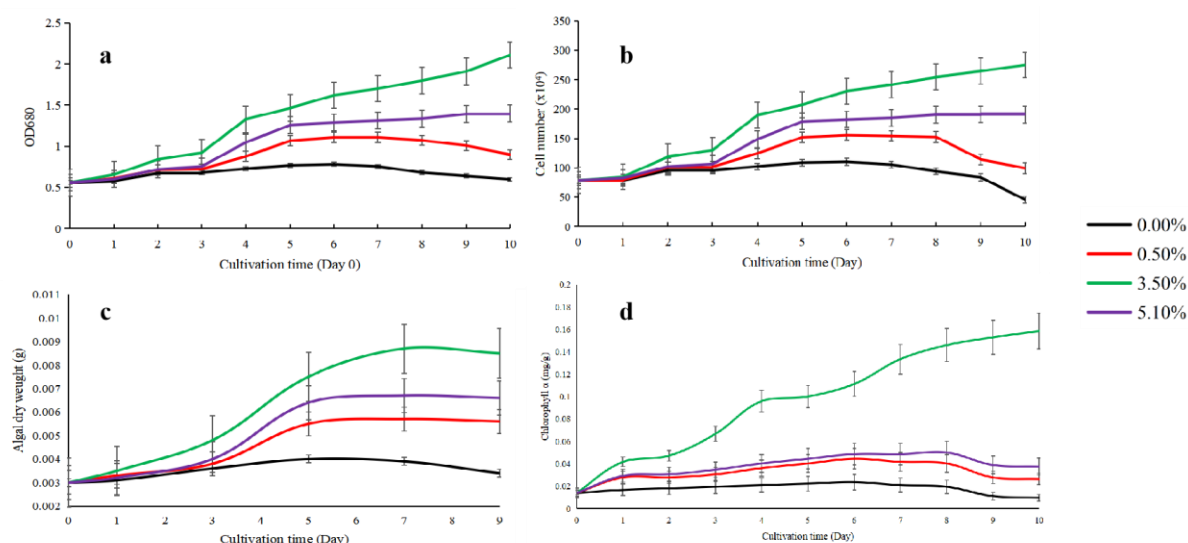 a
OD680
2.5
2
1.5
1
0.5
0
0 1 2 3 4 5 6 7 8 9 10
Cultivation time (Day 0)
b
Cell number (x10⁴)
350
300
250
200
150
100
50
0
0 1 2 3 4 5 6 7 8 9 10
Cultivation time (Day)
c
Algal dry weught (g)
0.011
0.01
0.009
0.008
0.007
0.006
0.005
0.004
0.003
0.002
0 1 2 3 4 5 6 7 8 9
Cultivation time (Day)
d
Chlorophyll α (mg/g)
0.2
0.18
0.16
0.14
0.12
0.1
0.08
0.06
0.04
0.02
0
0 1 2 3 4 5 6 7 8 9 10
Cultivation time (Day)
0.00%
0.50%
3.50%
5.10%